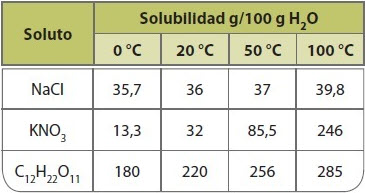 Soluto
Solubilidad g/100 g H₂O
0 °C 20 °C 50 °C 100 °C
NaCl 35,7 36 37 39,8
KNO₃ 13,3 32 85,5 246
C₁₂H₂₂O₁₁ 180 220 256 285